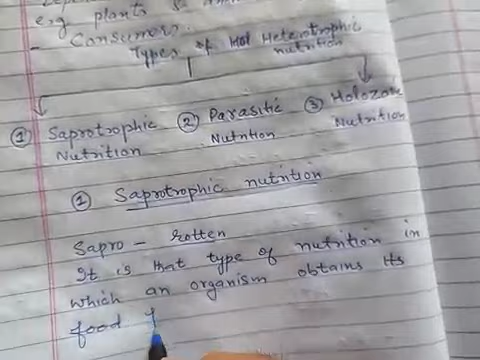 e.g. plants &
Consumers.
Types of Hol Heterotrophic
nutrition
① Saprotrophic ② Parasitic ③ Holozoic
Nutrition Nutrition Nutrition
① Saprotrophic nutrition
Sapro - rotten
It is that type of nutrition in
which an organism obtains its
food f